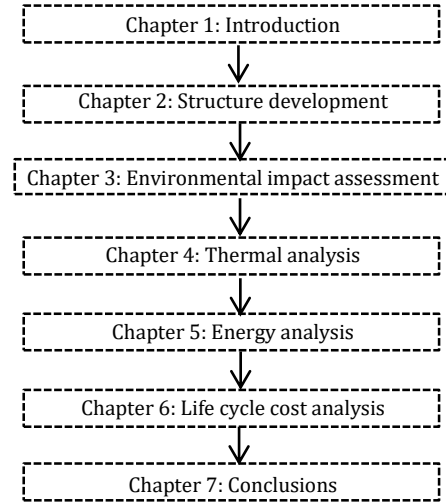 Chapter 1: Introduction
Chapter 2: Structure development
Chapter 3: Environmental impact assessment
Chapter 4: Thermal analysis
Chapter 5: Energy analysis
Chapter 6: Life cycle cost analysis
Chapter 7: Conclusions